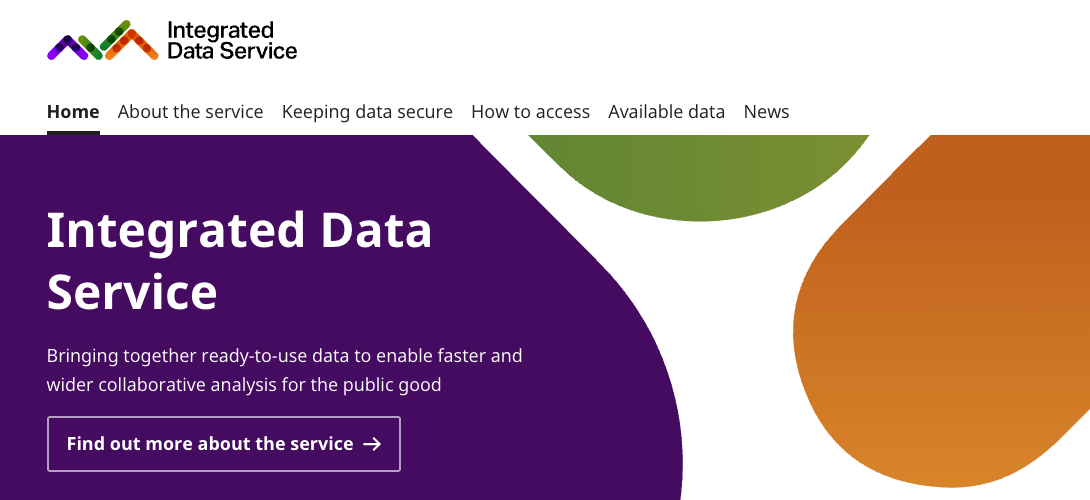 Integrated
Data Service
Home About the service Keeping data secure How to access Available data News
Integrated Data
Service
Bringing together ready-to-use data to enable faster and
wider collaborative analysis for the public good
Find out more about the service →